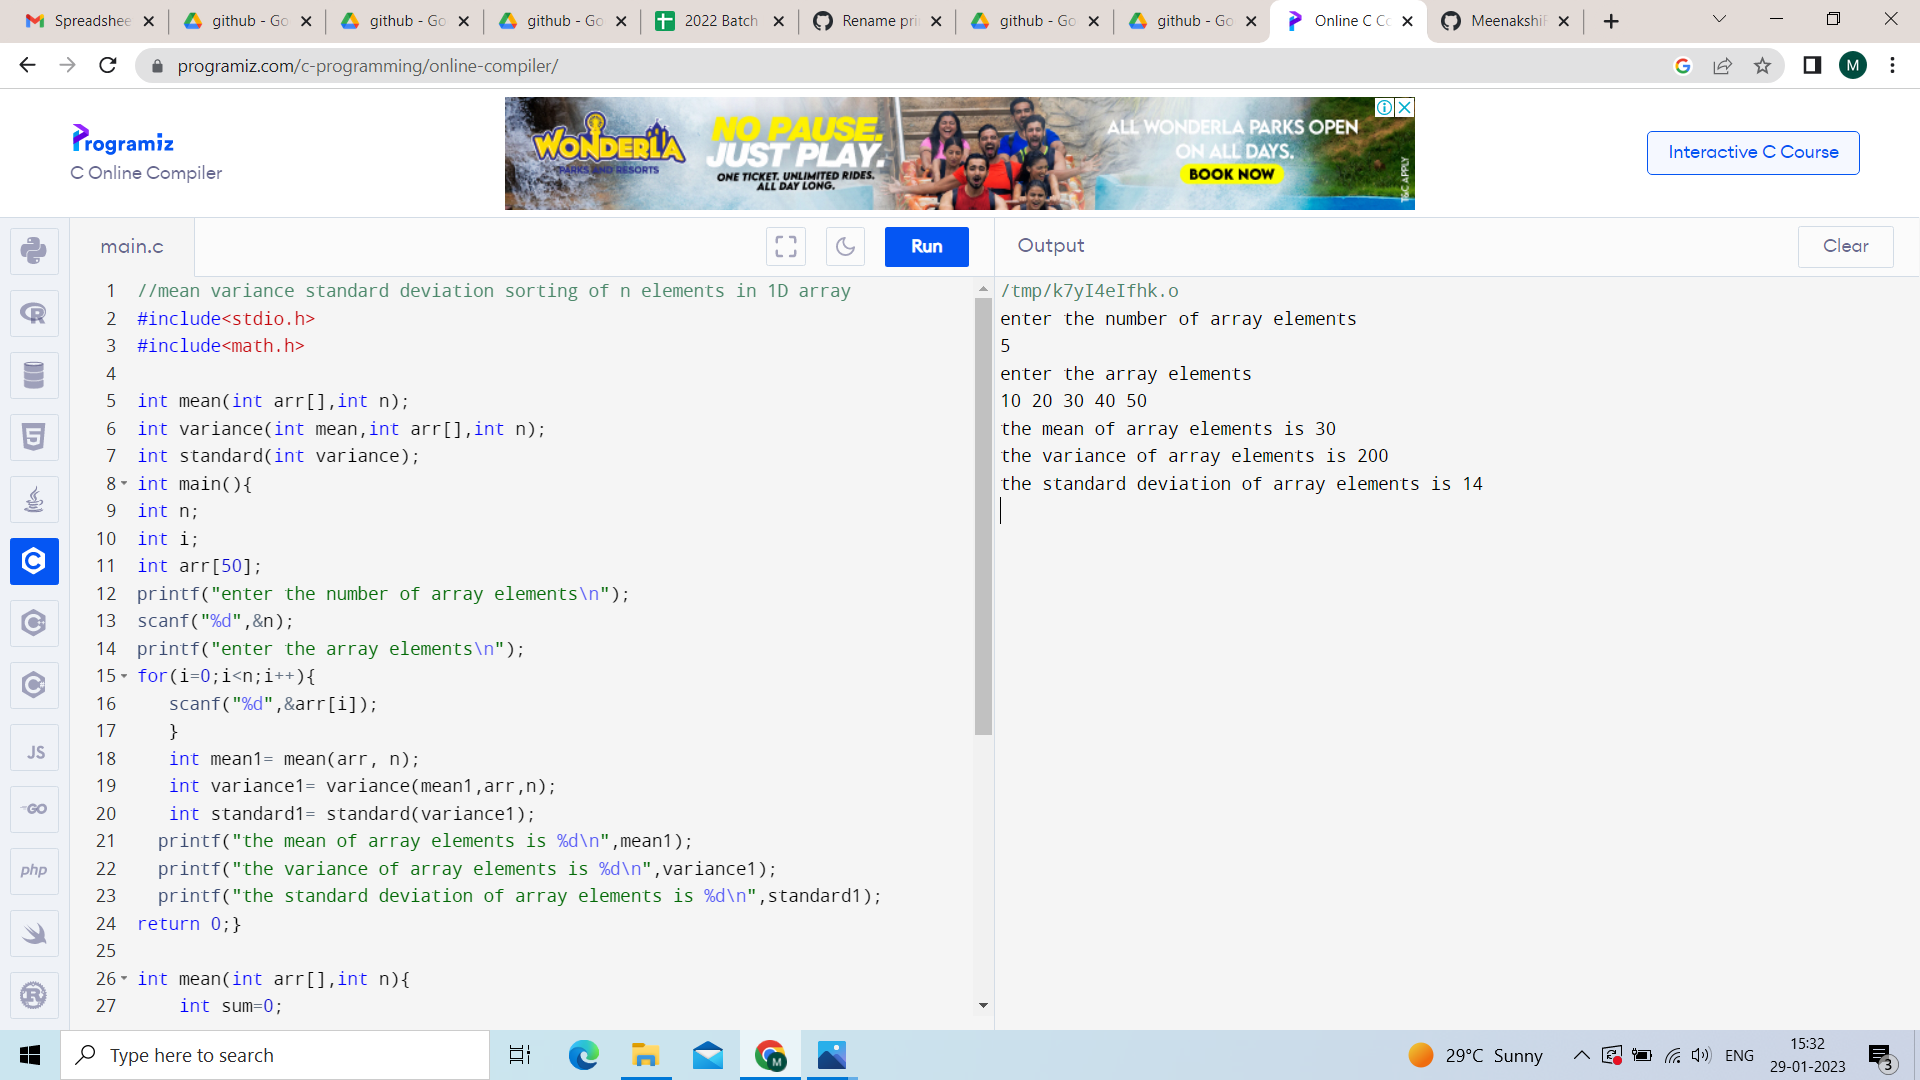 Spreadshee
github - Go
github - Go
github - Go
2022 Batch
Rename pri
github - Go
github - Go
Online C Co
MeenakshiR
programiz.com/c-programming/online-compiler/
M
Programiz
C Online Compiler
WONDERLA
PARKS AND RESORTS
NO PAUSE.
JUST PLAY.
ONE TICKET. UNLIMITED RIDES.
ALL DAY LONG.
ALL WONDERLA PARKS OPEN
ON ALL DAYS.
BOOK NOW
T&C APPLY
Interactive C Course
main.c
Run
Output
Clear
1 //mean variance standard deviation sorting of n elements in 1D array
2 #include<stdio.h>
3 #include<math.h>
4
5 int mean(int arr[],int n);
6 int variance(int mean,int arr[],int n);
7 int standard(int variance);
8 int main(){
9 int n;
10 int i;
11 int arr[50];
12 printf("enter the number of array elements\n");
13 scanf("%d",&n);
14 printf("enter the array elements\n");
15 for(i=0;i<n;i++){
16 scanf("%d",&arr[i]);
17 }
18 int mean1= mean(arr, n);
19 int variance1= variance(mean1,arr,n);
20 int standard1= standard(variance1);
21 printf("the mean of array elements is %d\n",mean1);
22 printf("the variance of array elements is %d\n",variance1);
23 printf("the standard deviation of array elements is %d\n",standard1);
24 return 0;}
25
26 int mean(int arr[],int n){
27 int sum=0;
/tmp/k7yI4eIfhk.o
enter the number of array elements
5
enter the array elements
10 20 30 40 50
the mean of array elements is 30
the variance of array elements is 200
the standard deviation of array elements is 14
JS
GO
php
Type here to search
M
29°C Sunny
ENG
15:32
29-01-2023
3